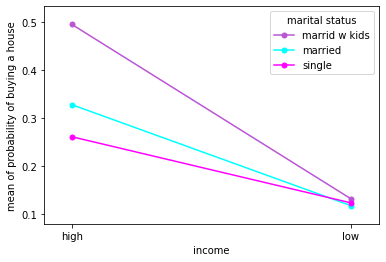 marital status
marrid w kids
married
single
mean of probability of buying a house
0.5
0.4
0.3
0.2
0.1
high
low
income